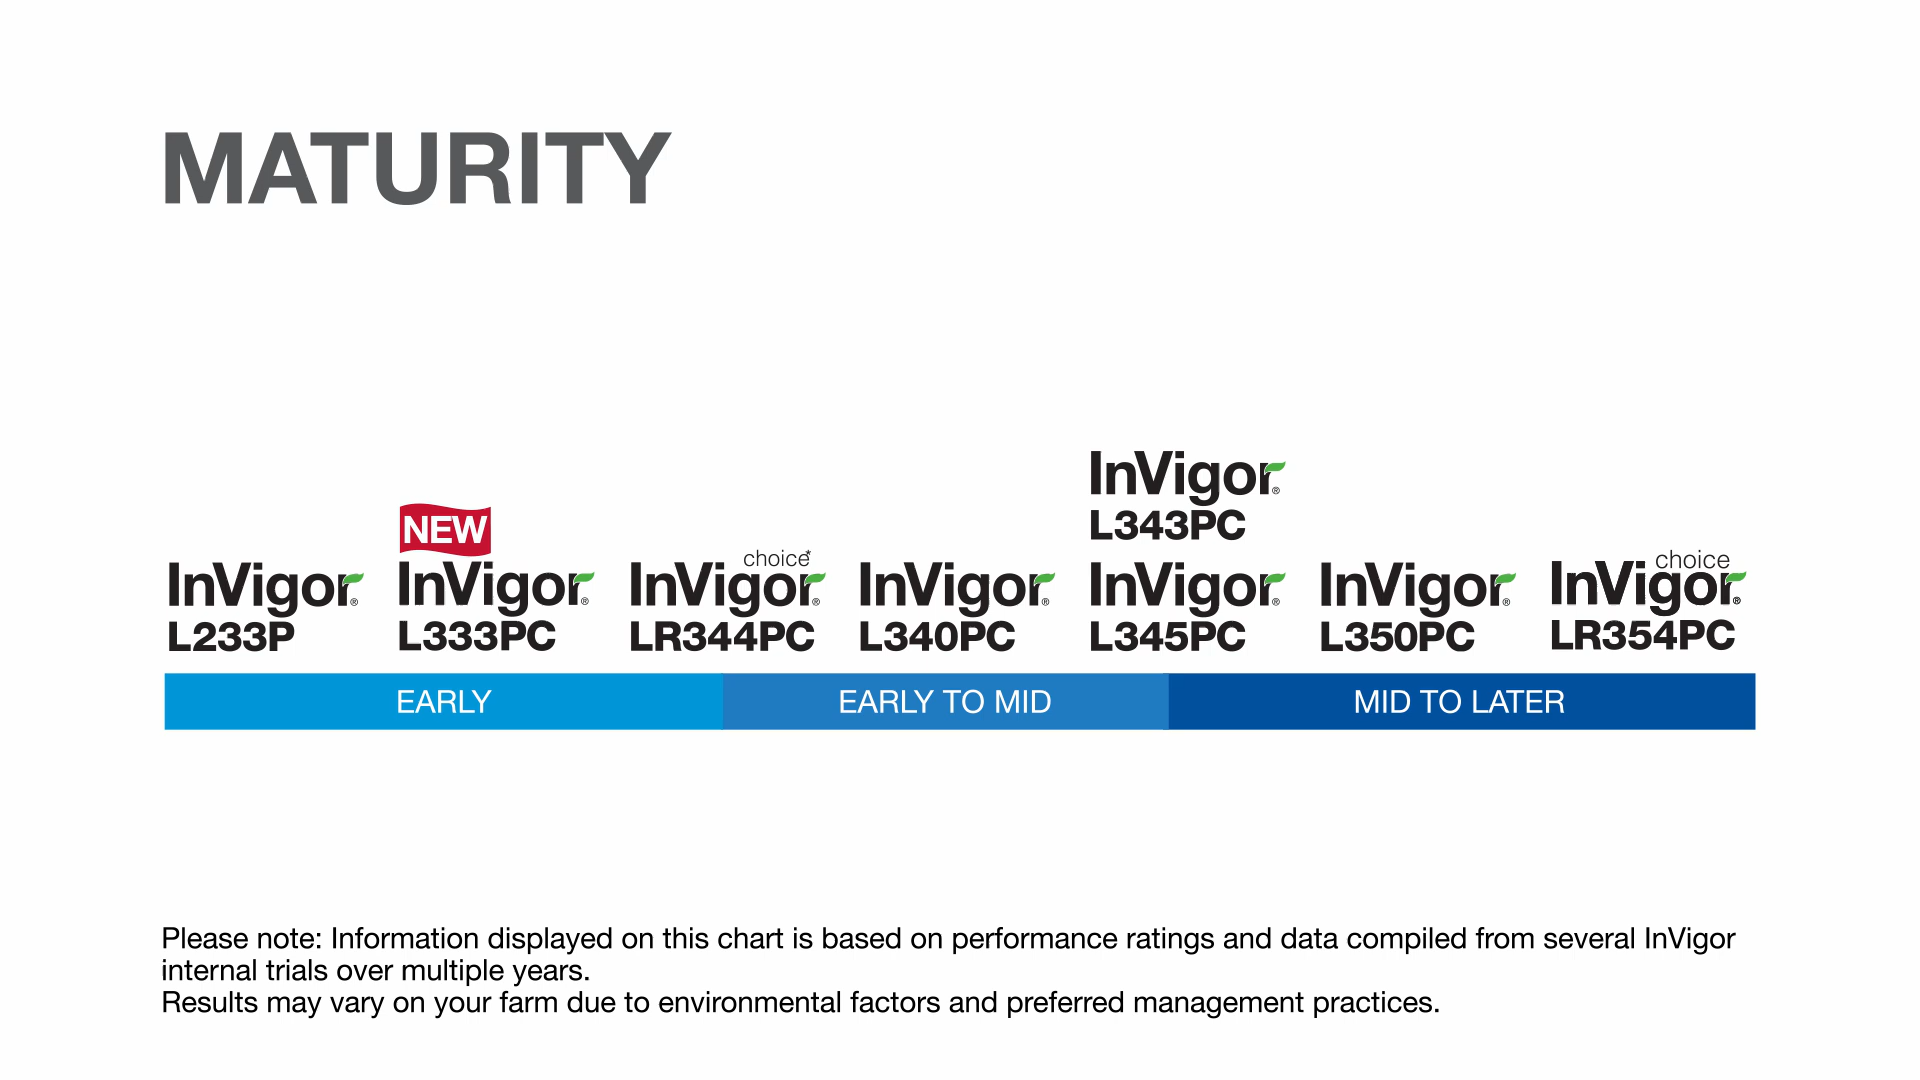 MATURITY
InVigor®
L343PC
NEW
InVigor®
L233P
InVigor®
L333PC
choice*
InVigor®
LR344PC
InVigor®
L340PC
InVigor®
L345PC
InVigor®
L350PC
choice
InVigor®
LR354PC
EARLY
EARLY TO MID
MID TO LATER
Please note: Information displayed on this chart is based on performance ratings and data compiled from several InVigor
internal trials over multiple years.
Results may vary on your farm due to environmental factors and preferred management practices.